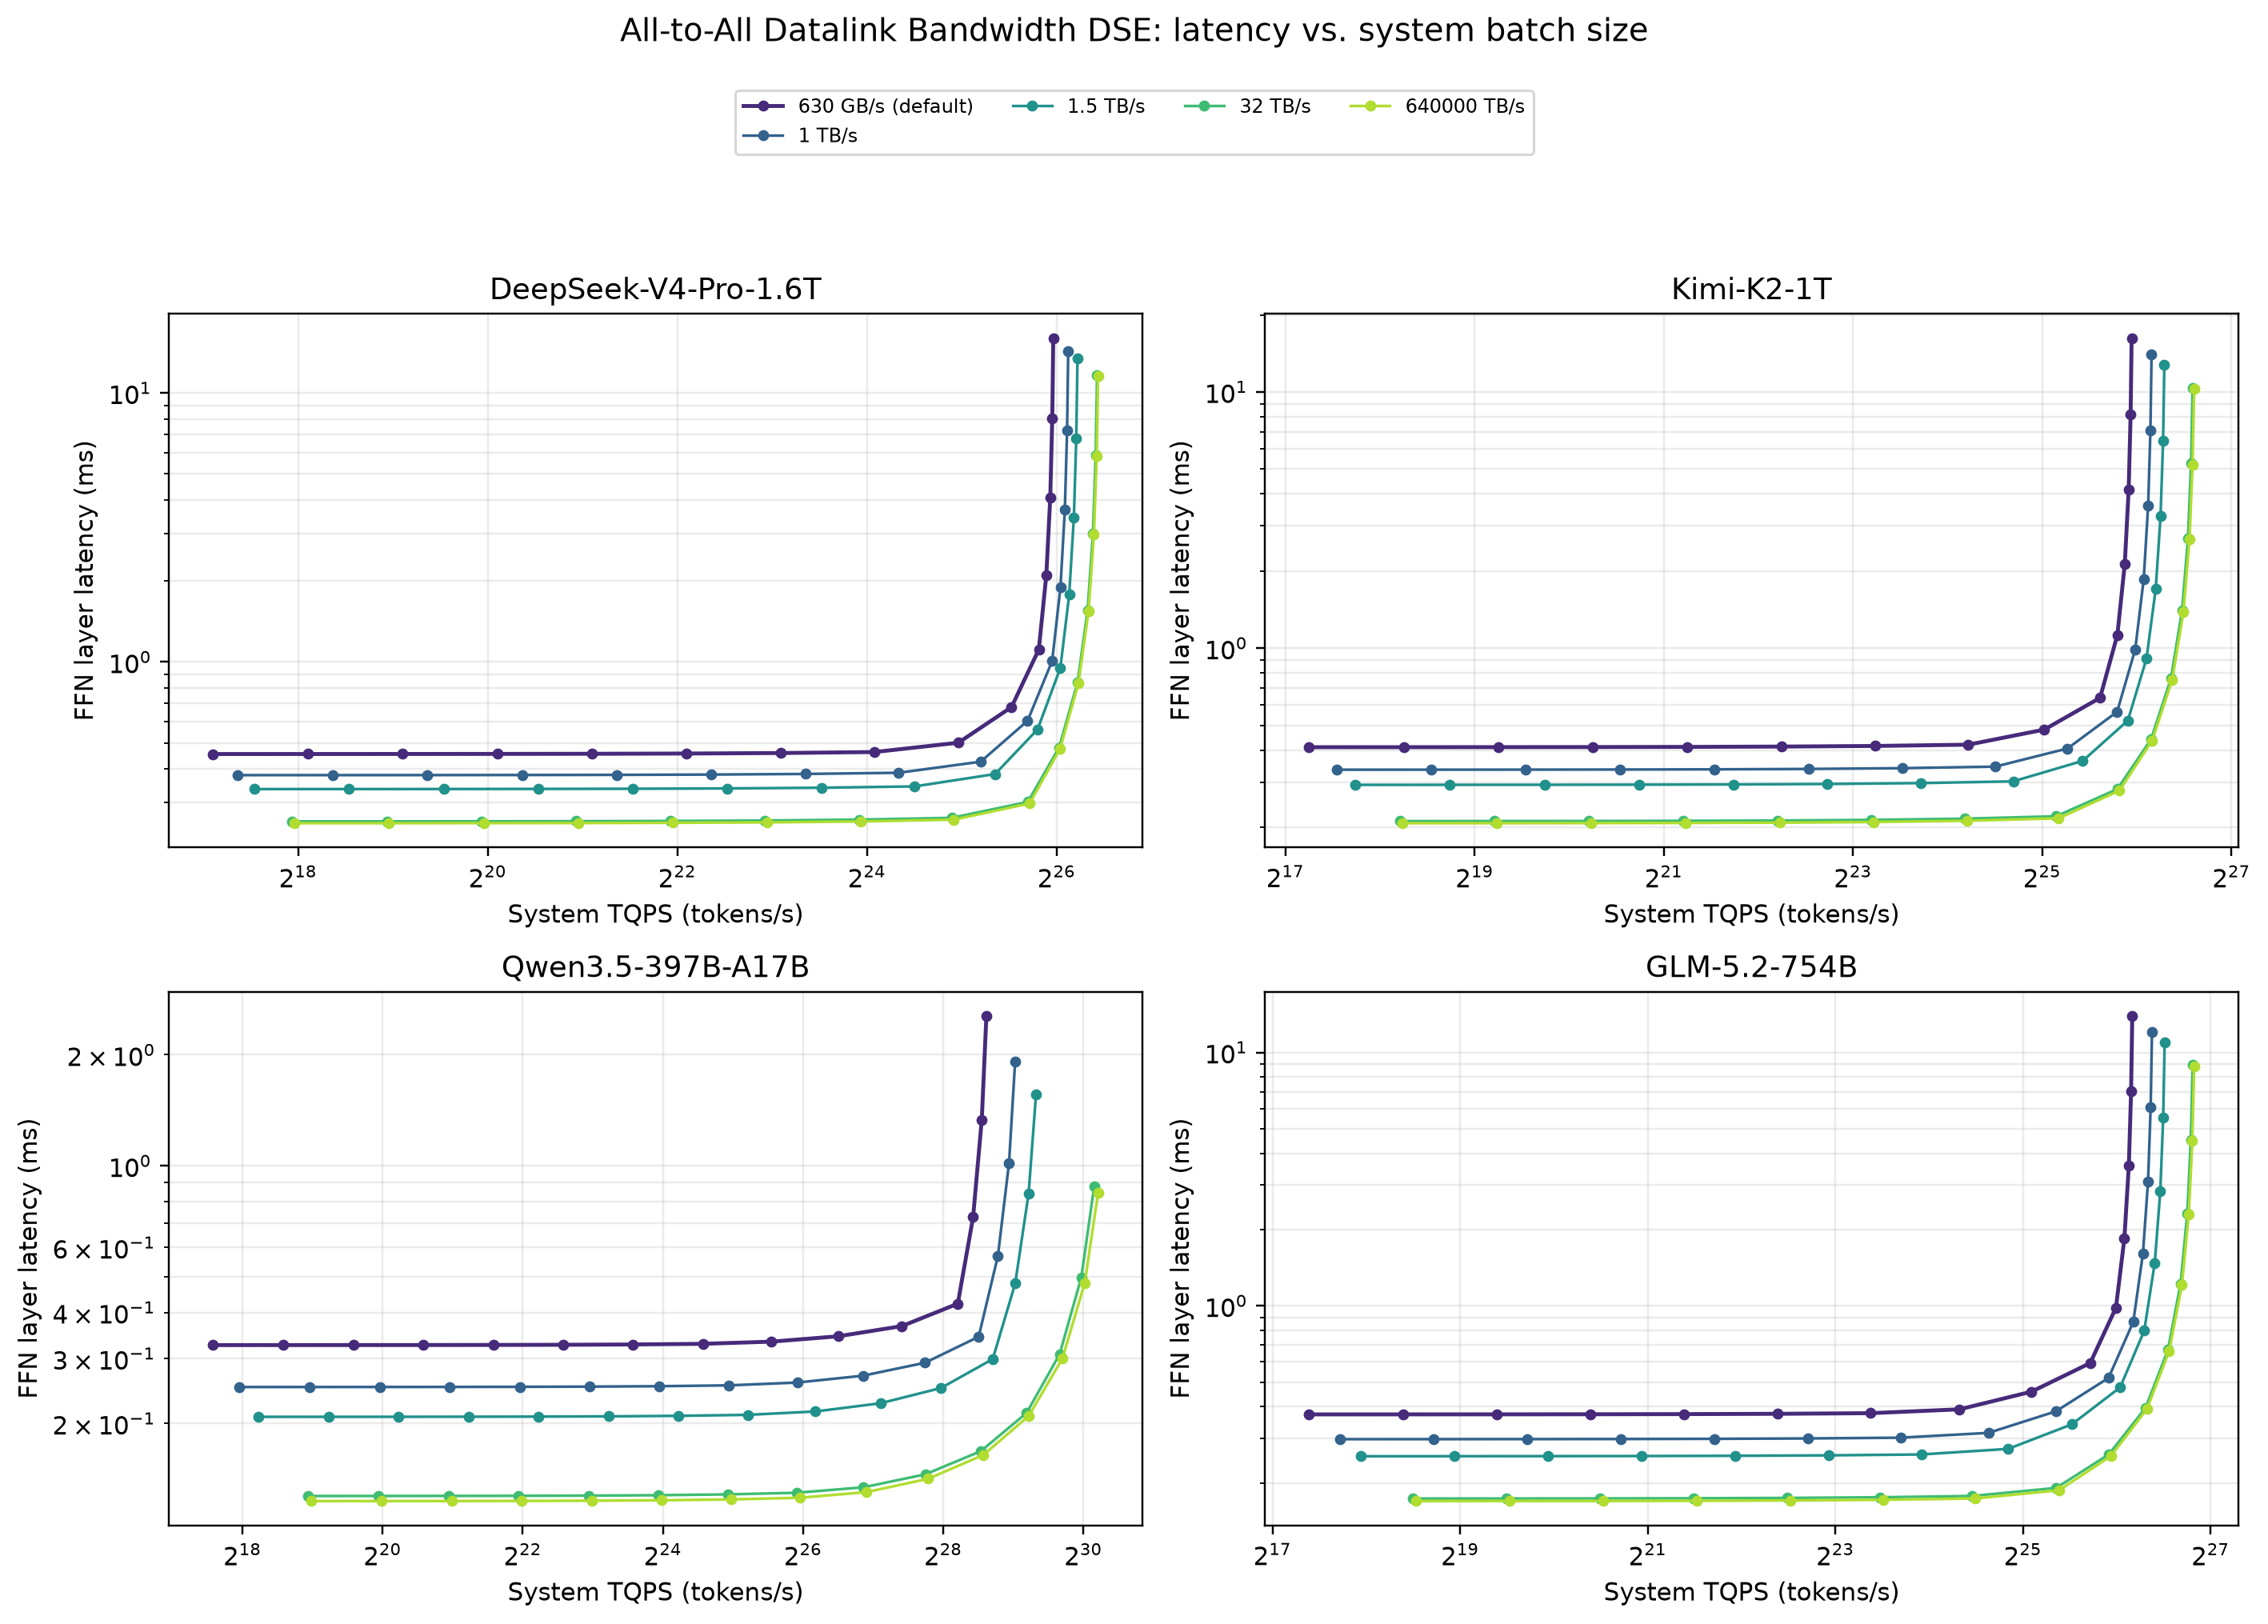 All-to-All Datalink Bandwidth DSE: latency vs. system batch size
630 GB/s (default)
1 TB/s
1.5 TB/s
32 TB/s
640000 TB/s
DeepSeek-V4-Pro-1.6T
FFN layer latency (ms)
10¹
10⁰
2¹⁸ 2²⁰ 2²² 2²⁴ 2²⁶
System TQPS (tokens/s)
Kimi-K2-1T
FFN layer latency (ms)
10¹
10⁰
2¹⁷ 2¹⁹ 2²¹ 2²³ 2²⁵ 2²⁷
System TQPS (tokens/s)
Qwen3.5-397B-A17B
FFN layer latency (ms)
2 × 10⁰
10⁰
6 × 10⁻¹
4 × 10⁻¹
3 × 10⁻¹
2 × 10⁻¹
2¹⁸ 2²⁰ 2²² 2²⁴ 2²⁶ 2²⁸ 2³⁰
System TQPS (tokens/s)
GLM-5.2-754B
FFN layer latency (ms)
10¹
10⁰
2¹⁷ 2¹⁹ 2²¹ 2²³ 2²⁵ 2²⁷
System TQPS (tokens/s)